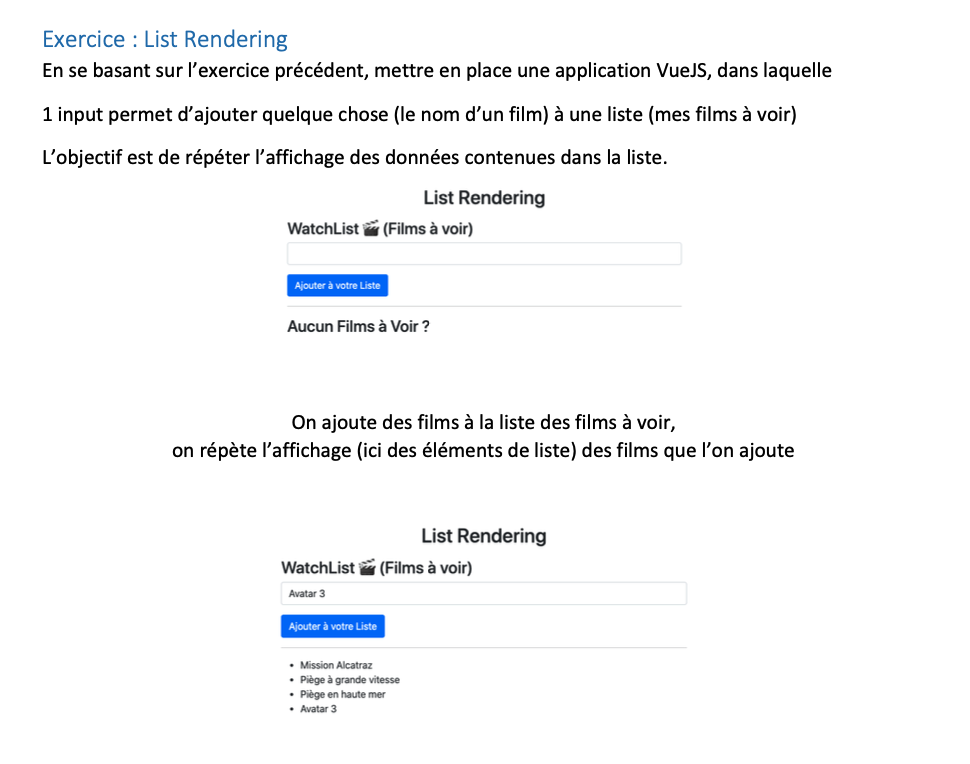 Exercice : List Rendering
En se basant sur l’exercice précédent, mettre en place une application VueJS, dans laquelle
1 input permet d’ajouter quelque chose (le nom d’un film) à une liste (mes films à voir)
L’objectif est de répéter l’affichage des données contenues dans la liste.
List Rendering
WatchList 🎬 (Films à voir)
Ajouter à votre Liste
Aucun Films à Voir ?
On ajoute des films à la liste des films à voir,
on répète l’affichage (ici des éléments de liste) des films que l’on ajoute
List Rendering
WatchList 🎬 (Films à voir)
Avatar 3
Ajouter à votre Liste
• Mission Alcatraz
• Piège à grande vitesse
• Piège en haute mer
• Avatar 3